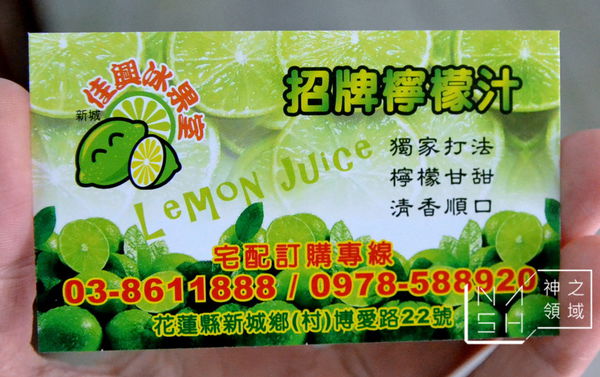 佳興冰果室
新城
招牌檸檬汁
LeMoN JuIce
獨家打法
檸檬甘甜
清香順口
宅配訂購專線
03-8611888 / 0978-588920
花蓮縣新城鄉(村)博愛路22號
NASH
神之領域